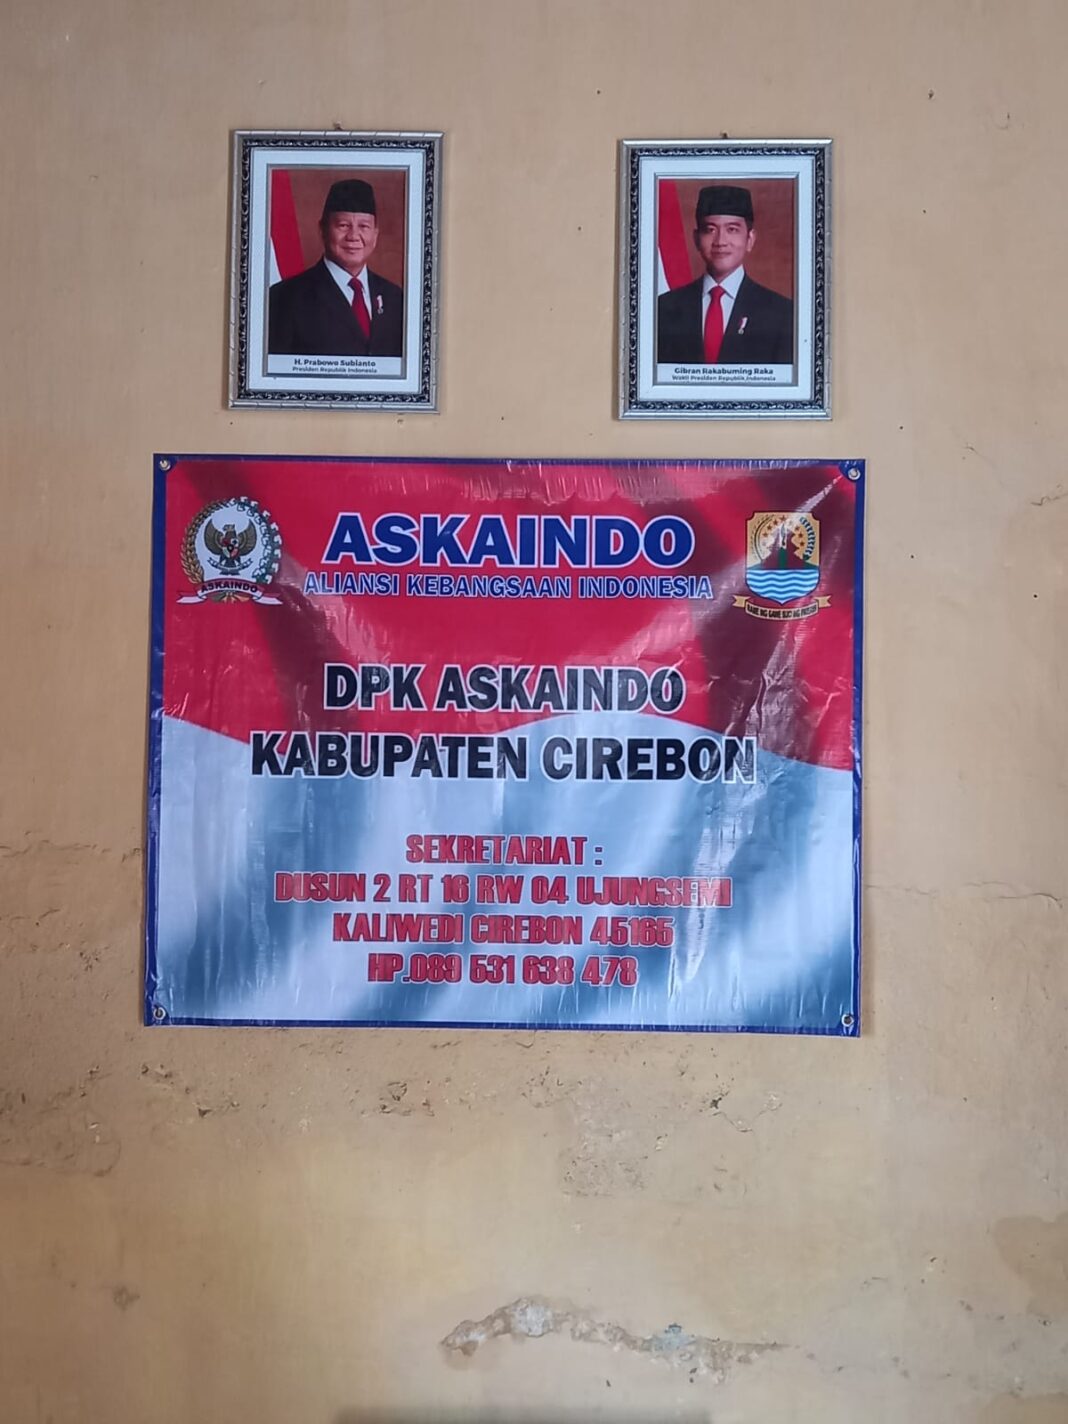 H. Prabowo Subianto
Presiden Republik Indonesia
Gibran Rakabuming Raka
Wakil Presiden Republik Indonesia
ASKAINDO
ALIANSI KEBANGSAAN INDONESIA
ASKAINDO
DPK ASKAINDO
KABUPATEN CIREBON
SEKRETARIAT :
DUSUN 2 RT 16 RW 04 UJUNGSEMI
KALIWEDI CIREBON 45165
HP.089 531 638 478